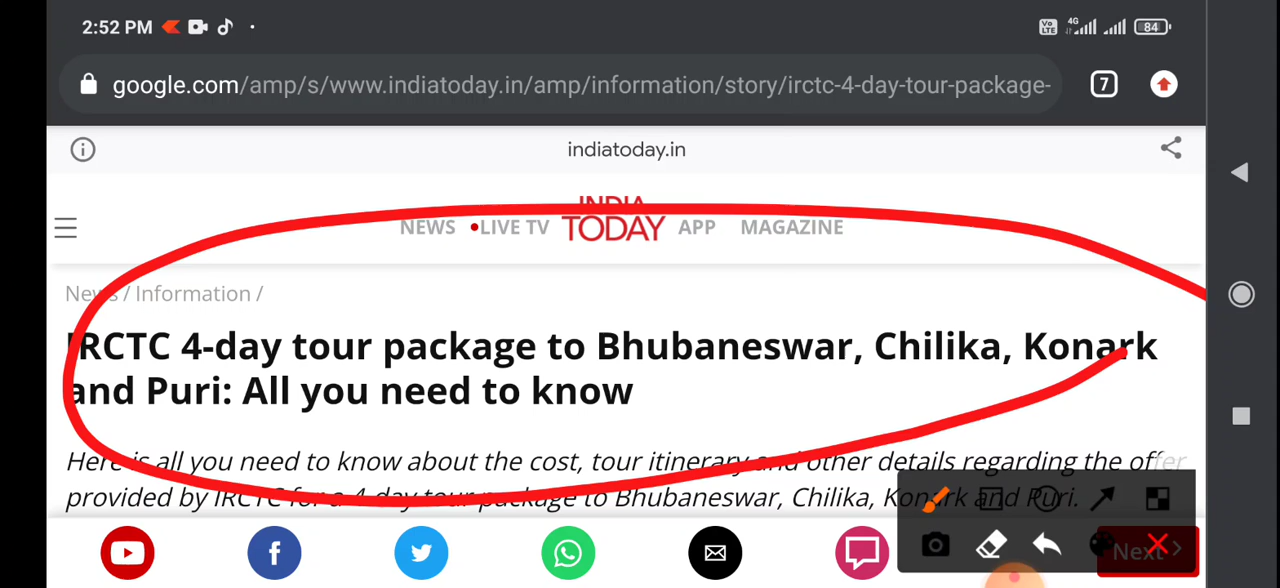 2:52 PM
VO LTE 4G 84
google.com/amp/s/www.indiatoday.in/amp/information/story/irctc-4-day-tour-package-
7
indiatoday.in
NEWS LIVE TV INDIA TODAY APP MAGAZINE
News / Information /
IRCTC 4-day tour package to Bhubaneswar, Chilika, Konark
and Puri: All you need to know
Here is all you need to know about the cost, tour itinerary and other details regarding the offer
provided by IRCTC for a 4-day tour package to Bhubaneswar, Chilika, Konark and Puri.
f
Next